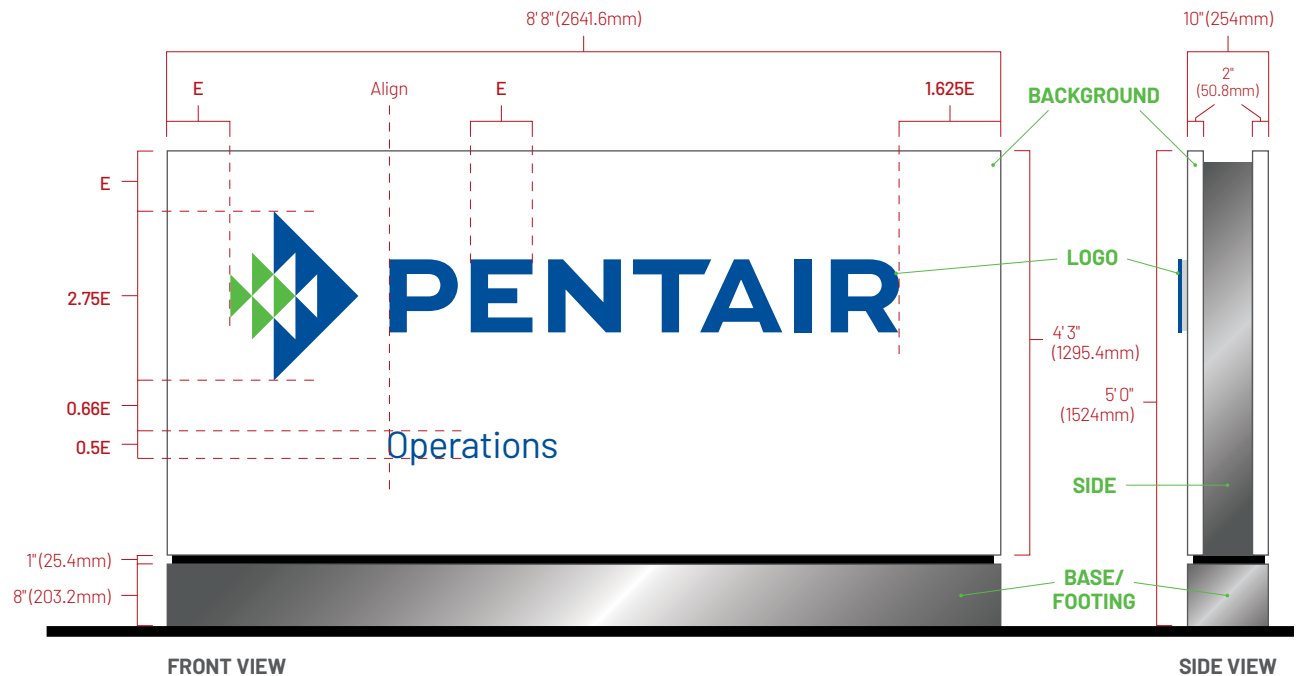 8' 8" (2641.6mm)
10" (254mm)
E
Align
E
1.625E
2"
(50.8mm)
BACKGROUND
E
PENTAIR
LOGO
2.75E
4' 3"
(1295.4mm)
5' 0"
(1524mm)
0.66E
0.5E
Operations
SIDE
1" (25.4mm)
8" (203.2mm)
BASE/
FOOTING
FRONT VIEW
SIDE VIEW